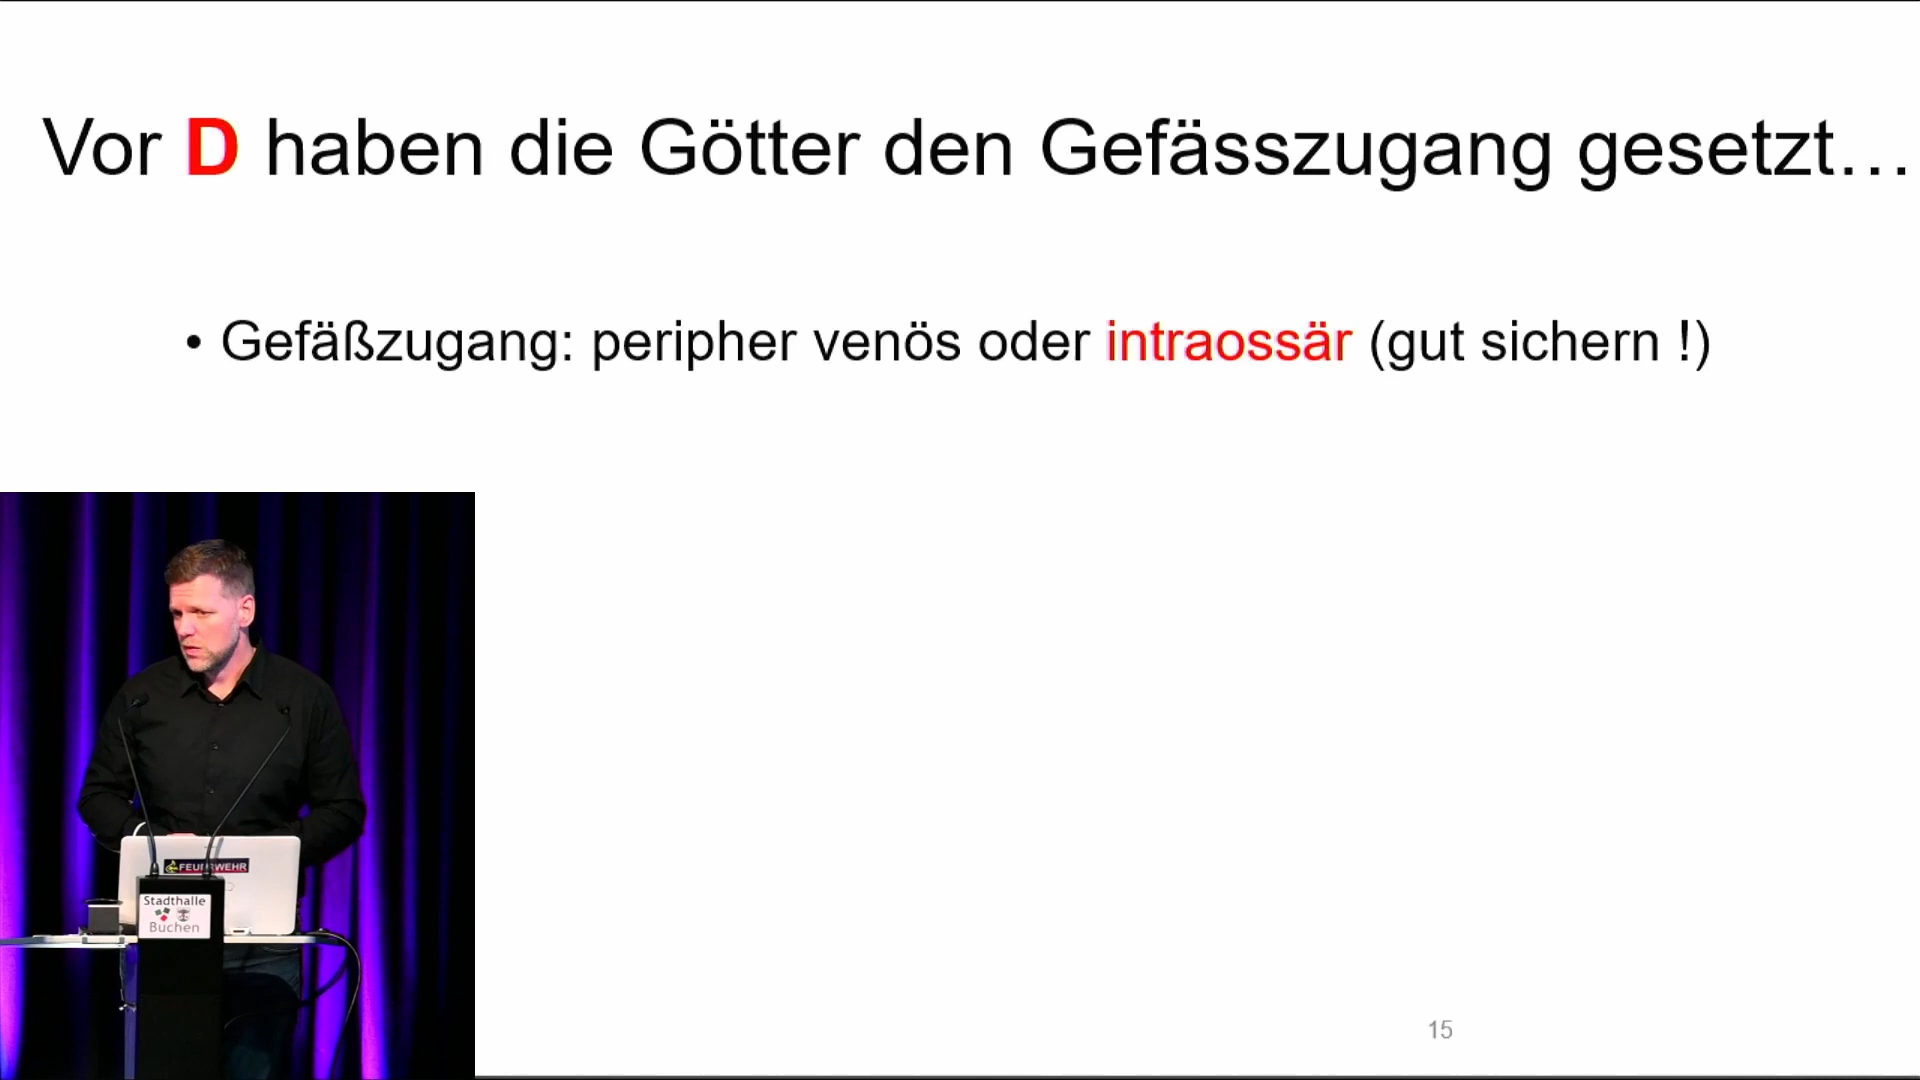 Vor D haben die Götter den Gefässzugang gesetzt…
• Gefäßzugang: peripher venös oder intraossär (gut sichern !)
FEUERWEHR
Stadthalle
Buchen
15